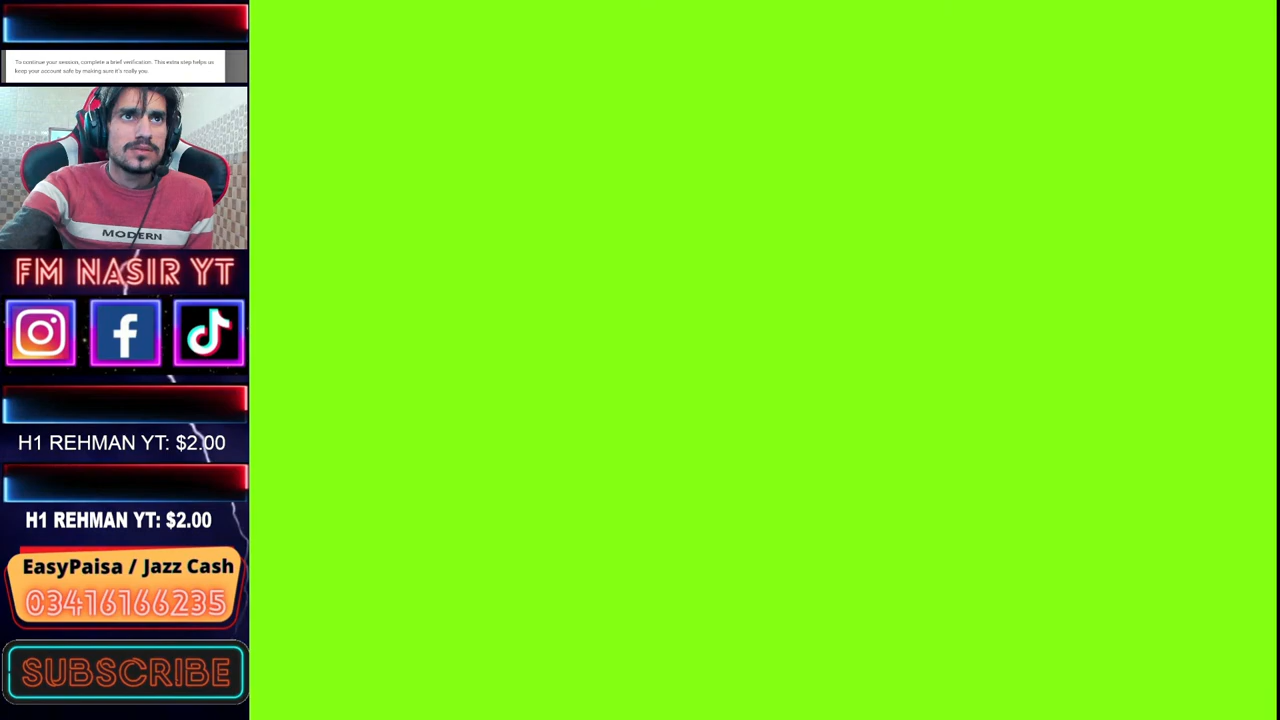 To continue your session, complete a brief verification. This extra step helps us
keep your account safe by making sure it's really you.
MODERN
FM NASIR YT
H1 REHMAN YT: $2.00
H1 REHMAN YT: $2.00
EasyPaisa / Jazz Cash
03416166235
SUBSCRIBE